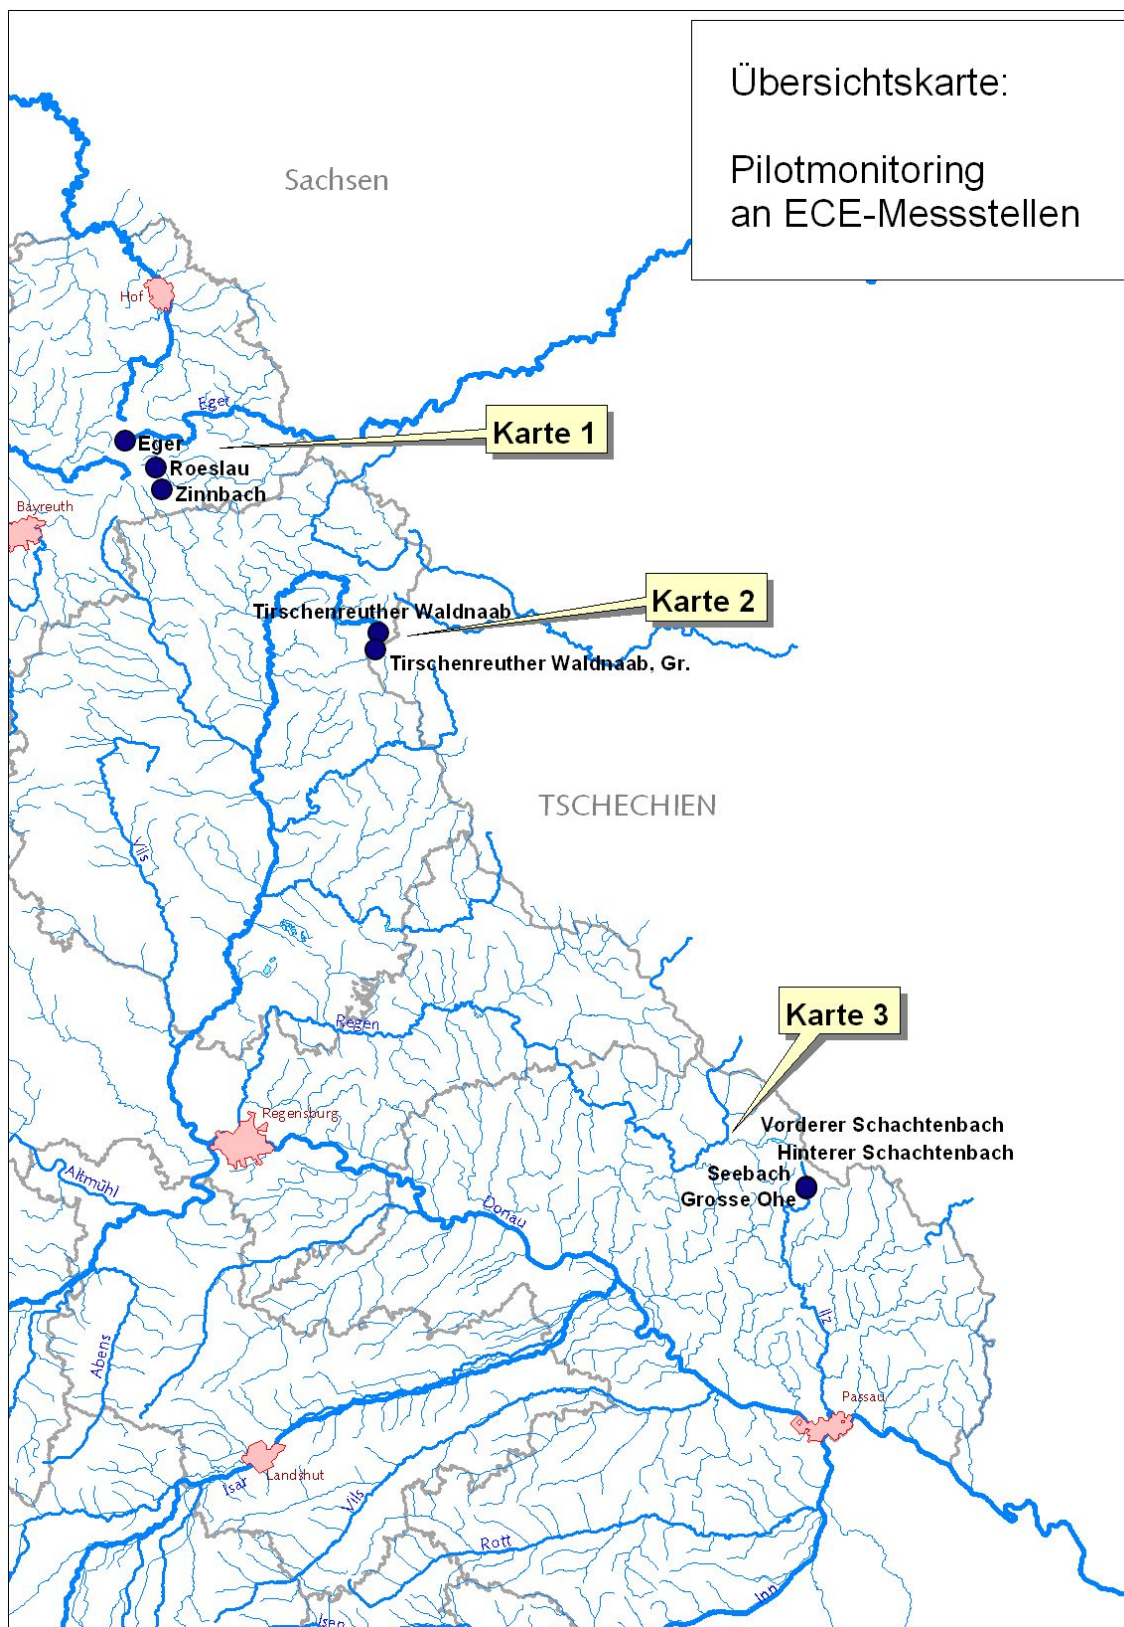 Übersichtskarte:
Pilotmonitoring
an ECE-Messstellen
Sachsen
Hof
Eger
Karte 1
Eger
Roeslau
Zinnbach
Bayreuth
Karte 2
Tirschenreuther Waldnaab
Tirschenreuther Waldnaab, Gr.
TSCHECHIEN
Vils
Karte 3
Regen
Regensburg
Vorderer Schachtenbach
Hinterer Schachtenbach
Seebach
Grosse Ohe
Altmühl
Donau
Ilz
Abens
Passau
Landshut
Isar
Vils
Rott
Inn
Isen